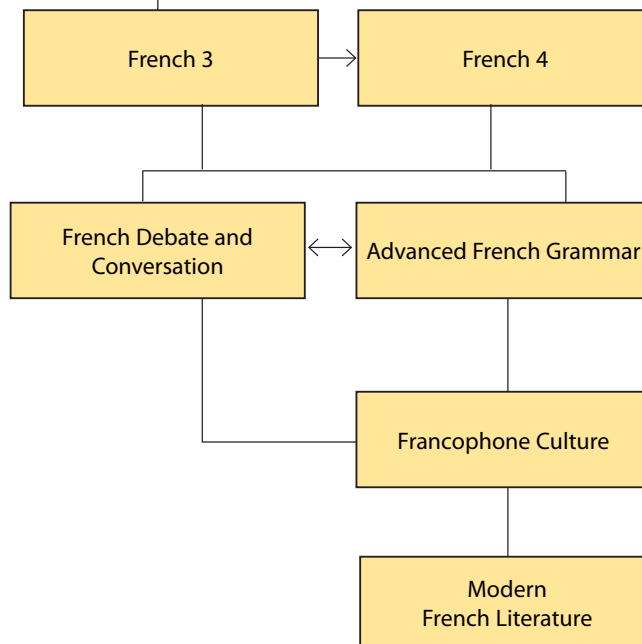 French 3
French 4
French Debate and
Conversation
Advanced French Grammar
Francophone Culture
Modern
French Literature